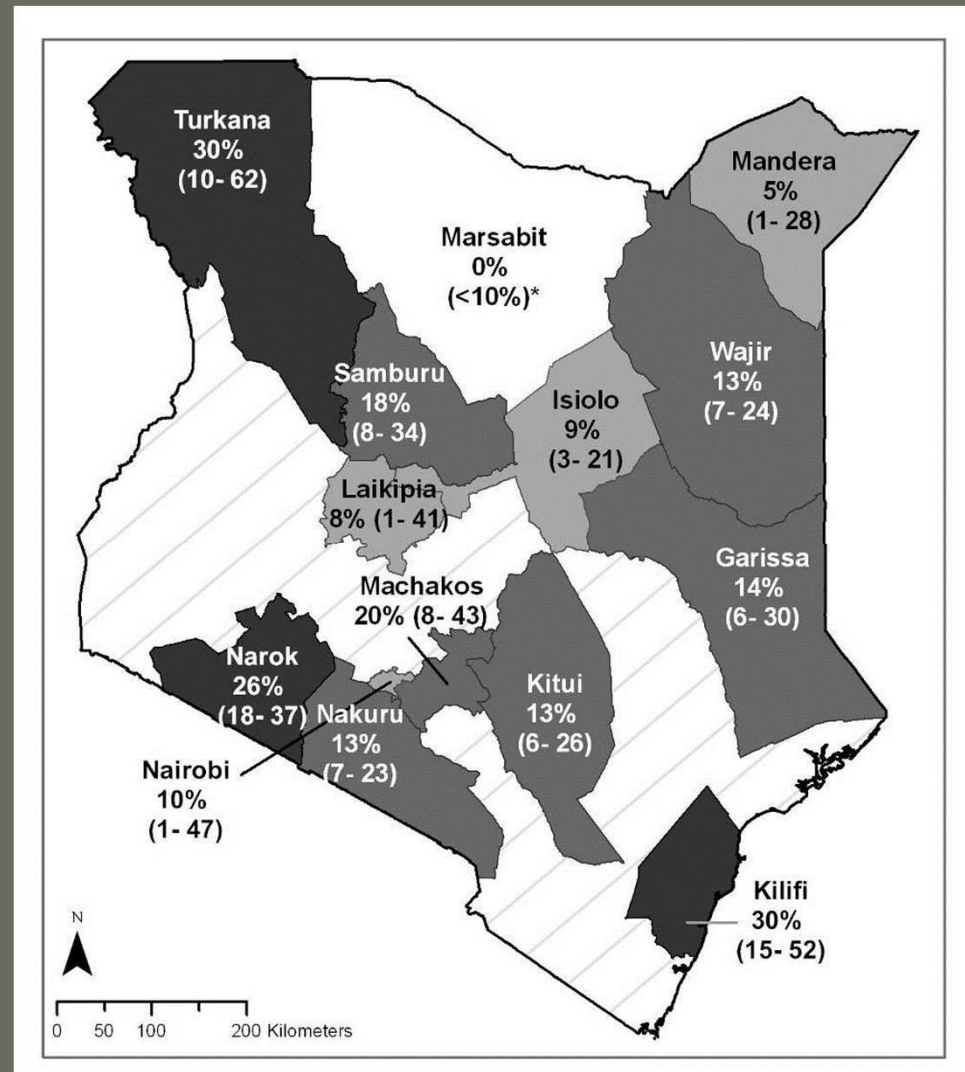 Turkana
30%
(10- 62)
Mandera
5%
(1- 28)
Marsabit
0%
(<10%)*
Wajir
13%
(7- 24)
Samburu
18%
(8- 34)
Isiolo
9%
(3- 21)
Laikipia
8% (1- 41)
Garissa
14%
(6- 30)
Machakos
20% (8- 43)
Narok
26%
(18- 37)
Kitui
13%
(6- 26)
Nakuru
13%
(7- 23)
Nairobi
10%
(1- 47)
Kilifi
30%
(15- 52)
N
0 50 100 200 Kilometers